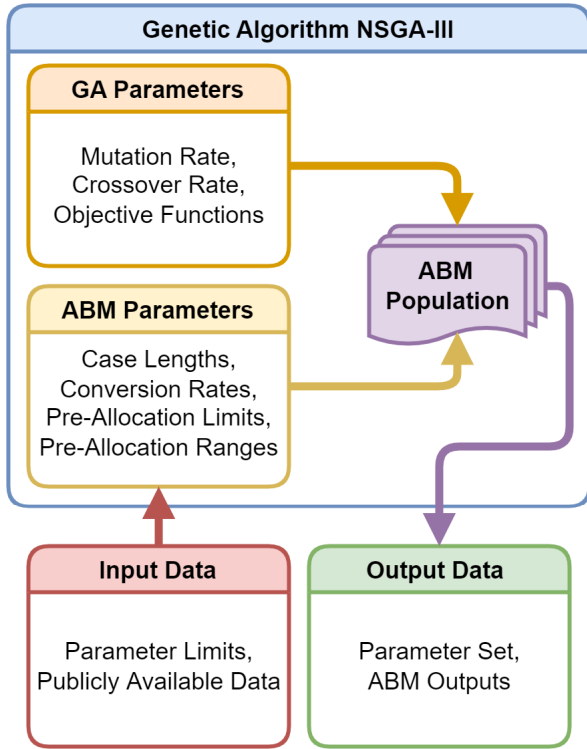 Genetic Algorithm NSGA-III
GA Parameters
Mutation Rate,
Crossover Rate,
Objective Functions
ABM
Population
ABM Parameters
Case Lengths,
Conversion Rates,
Pre-Allocation Limits,
Pre-Allocation Ranges
Input Data
Parameter Limits,
Publicly Available Data
Output Data
Parameter Set,
ABM Outputs